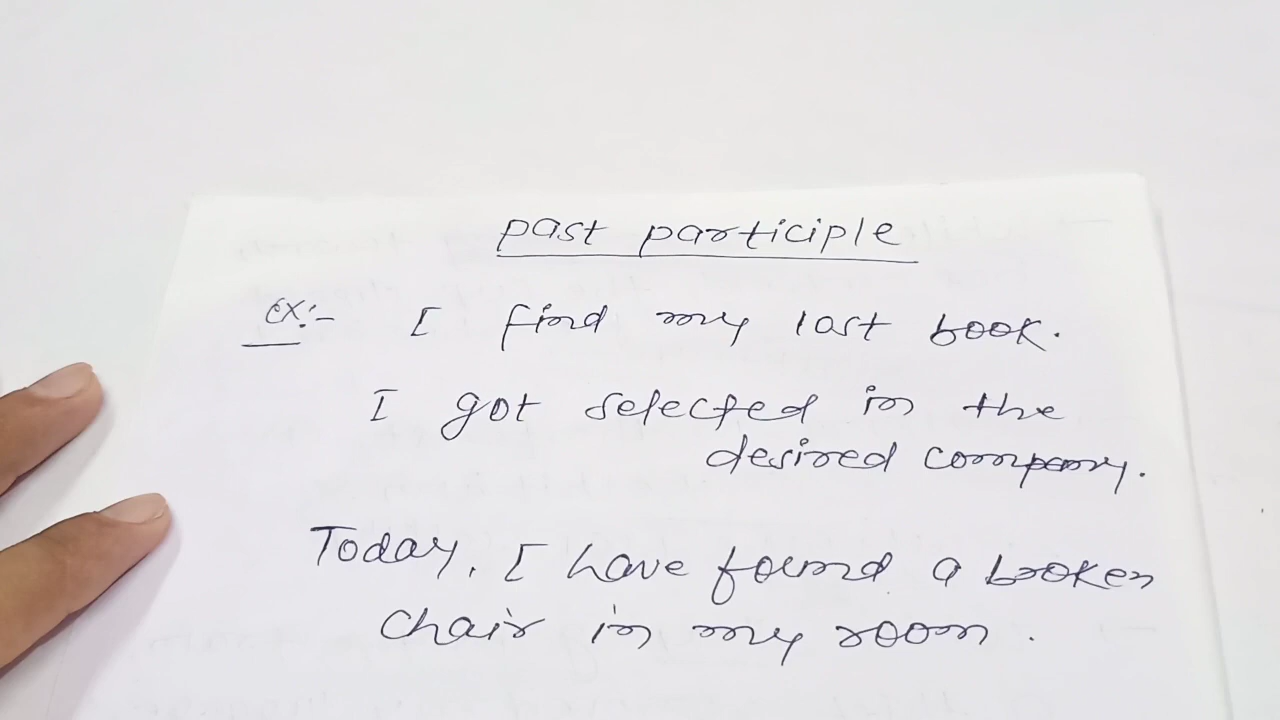 past participle
ex:- I find my lost book.
I got selected in the
desired company.
Today, I have found a broken
chair in my room.